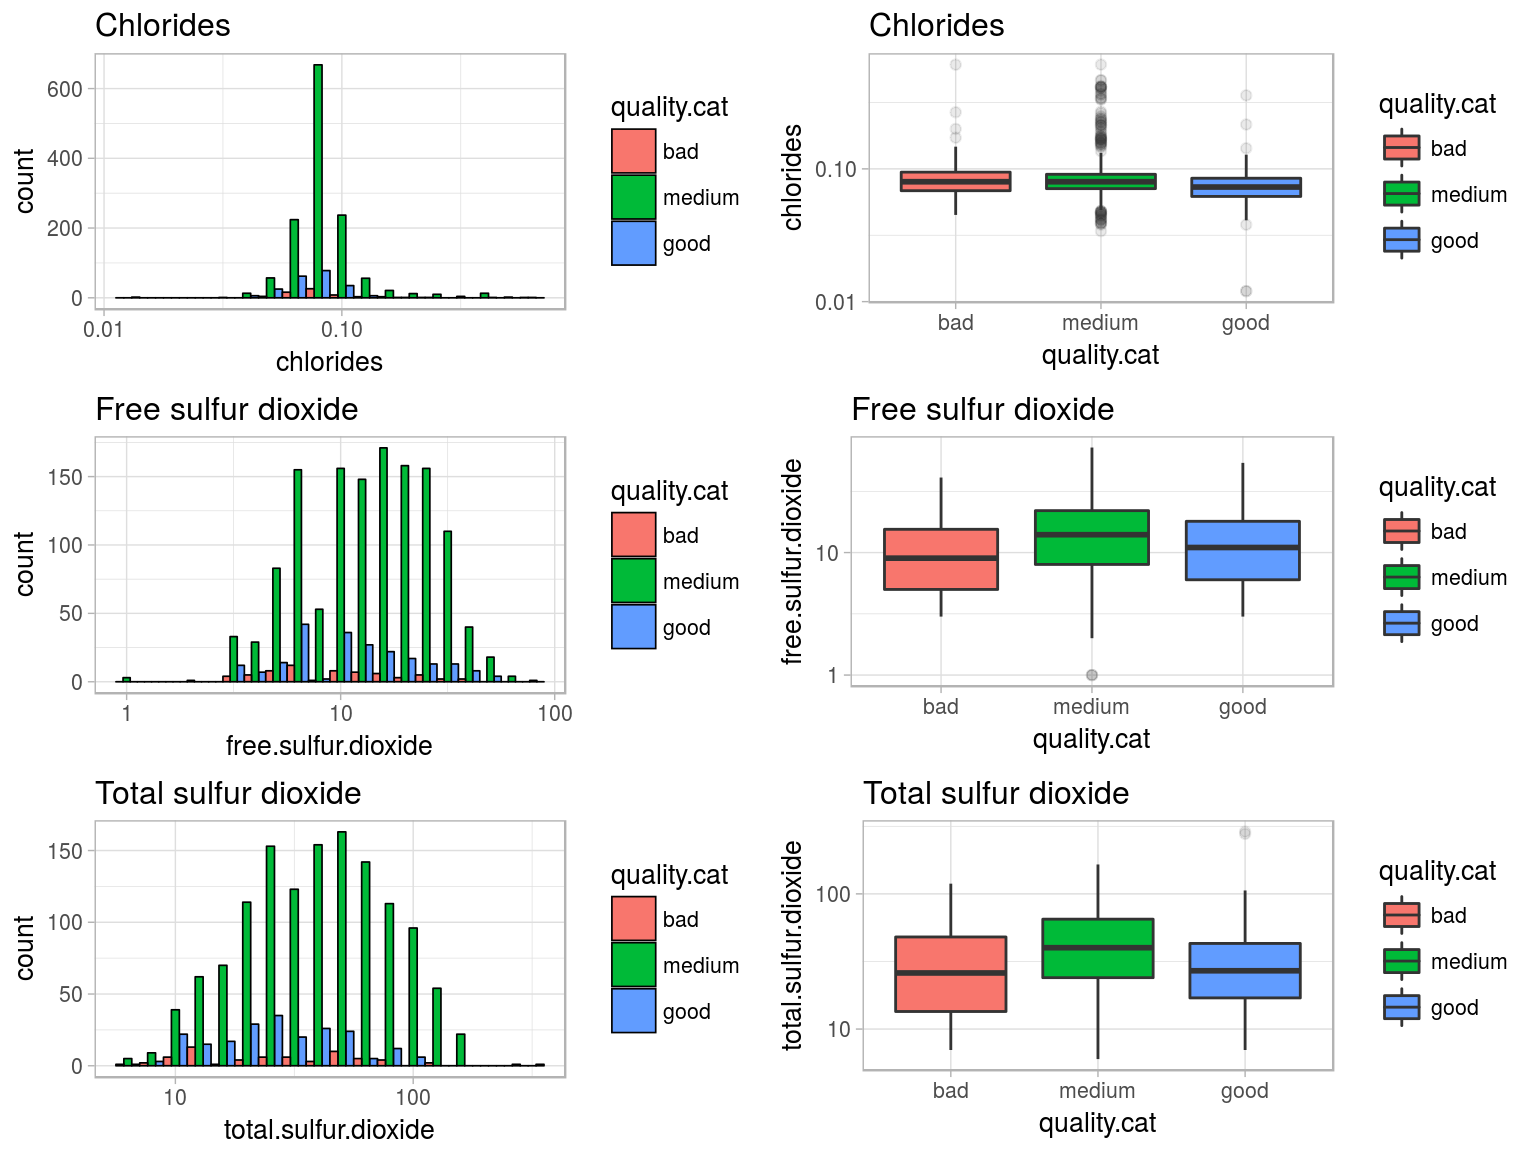 Chlorides
count
600
400
200
0
0.01 0.10
chlorides
quality.cat
bad
medium
good
Chlorides
chlorides
0.10
0.01
bad medium good
quality.cat
quality.cat
bad
medium
good
Free sulfur dioxide
count
150
100
50
0
1 10 100
free.sulfur.dioxide
quality.cat
bad
medium
good
Free sulfur dioxide
free.sulfur.dioxide
10
1
bad medium good
quality.cat
quality.cat
bad
medium
good
Total sulfur dioxide
count
150
100
50
0
10 100
total.sulfur.dioxide
quality.cat
bad
medium
good
Total sulfur dioxide
total.sulfur.dioxide
100
10
bad medium good
quality.cat
quality.cat
bad
medium
good